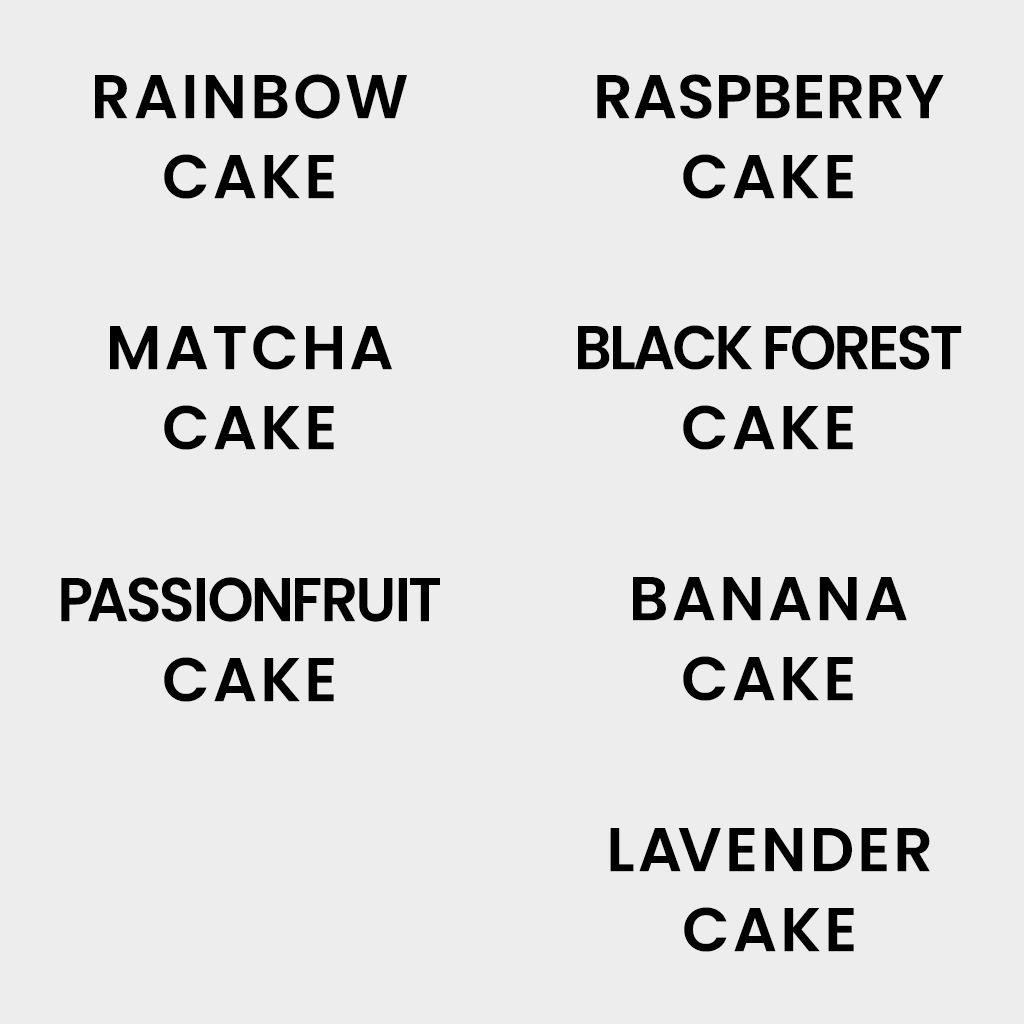 RAINBOW
CAKE
RASPBERRY
CAKE
MATCHA
CAKE
BLACK FOREST
CAKE
PASSIONFRUIT
CAKE
BANANA
CAKE
LAVENDER
CAKE